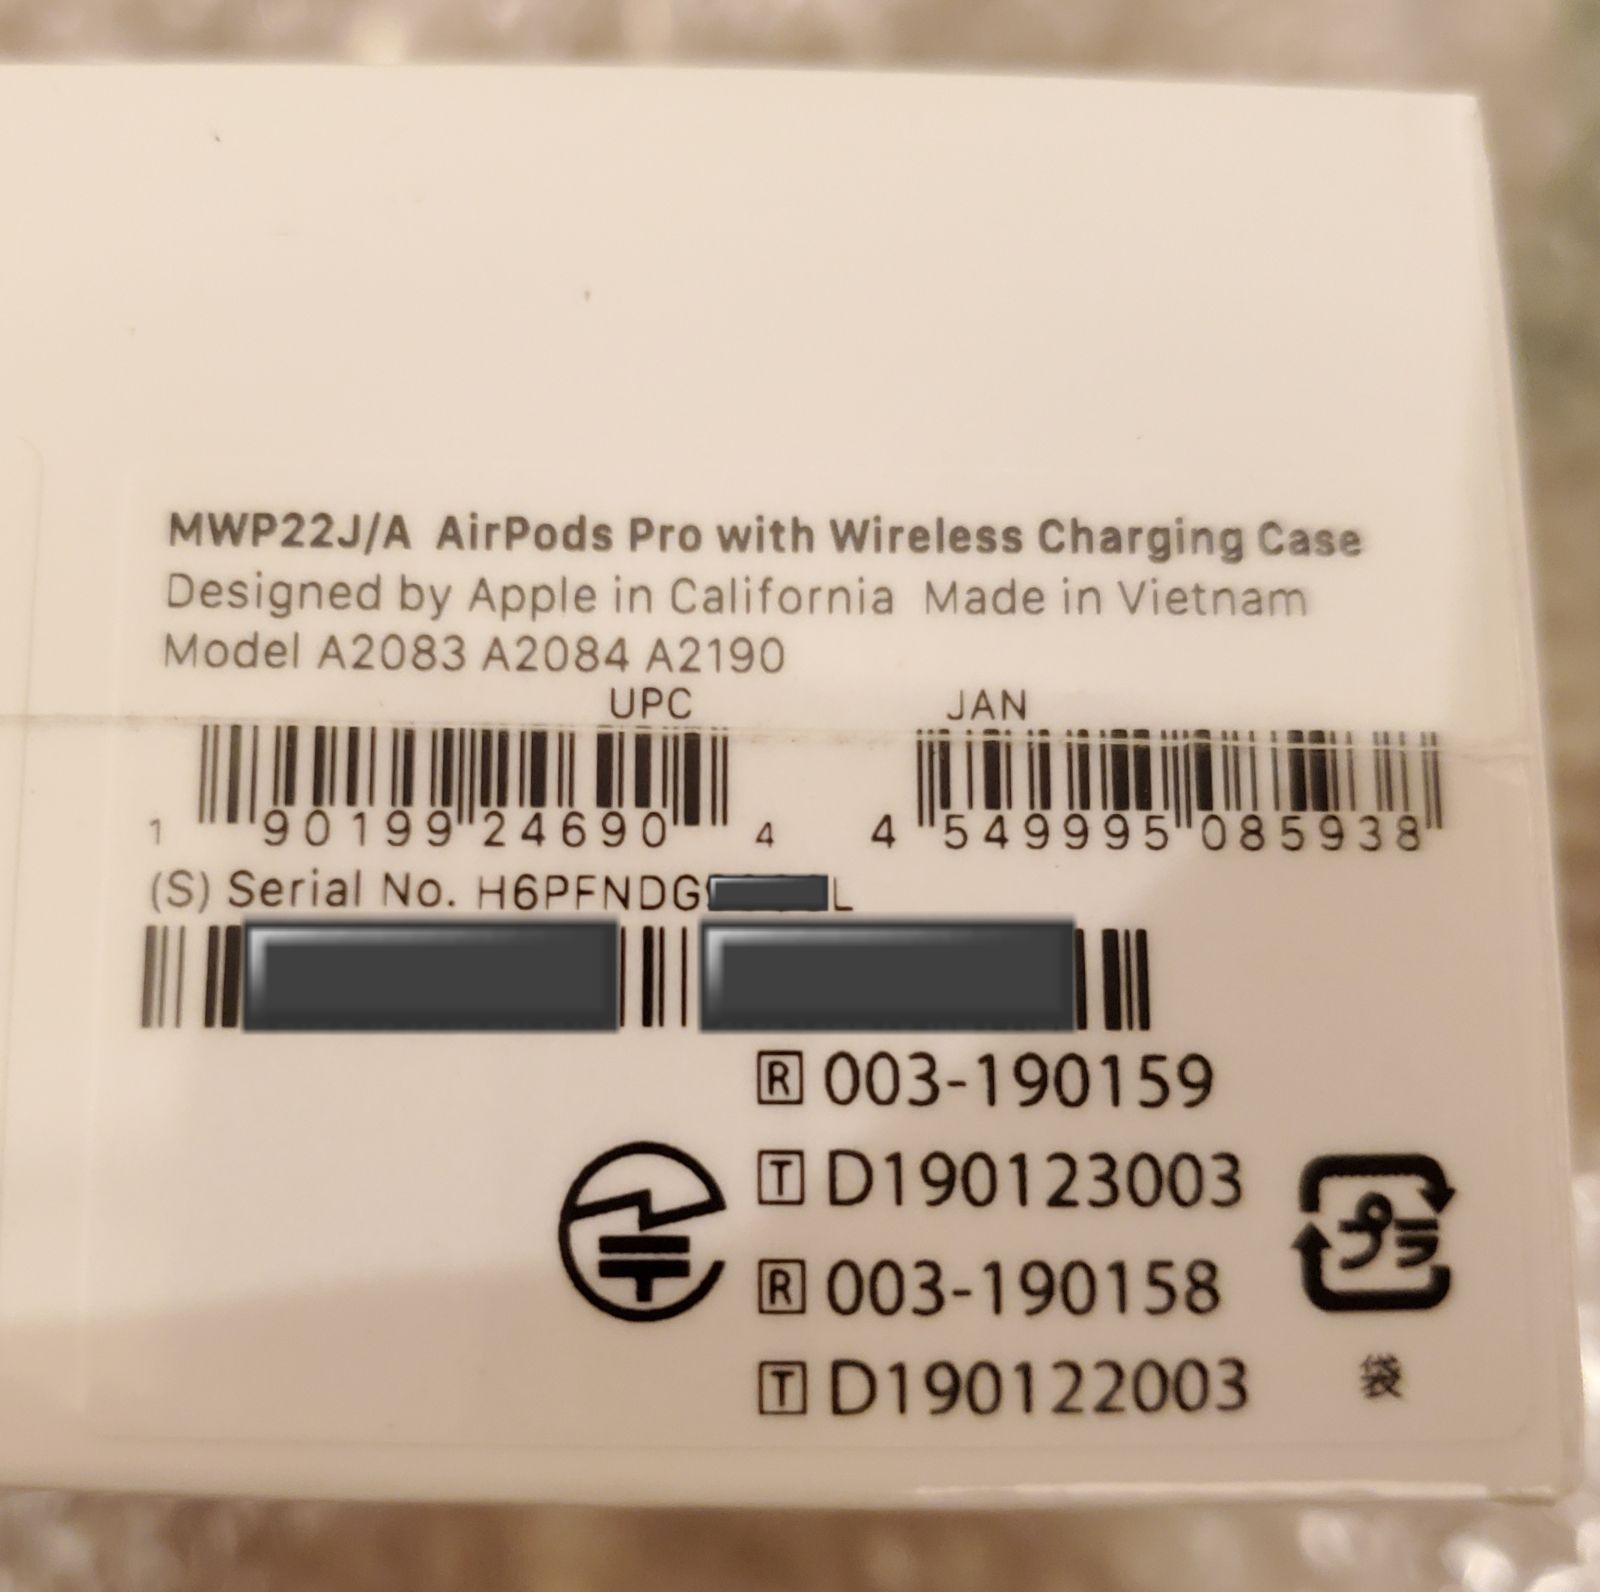 MWP22J/A AirPods Pro with Wireless Charging Case
Designed by Apple in California Made in Vietnam
Model A2083 A2084 A2190
UPC JAN
1 90199 24690 4 4 549995 085938
(S) Serial No. H6PFNDG L
R 003-190159
T D190123003
R 003-190158
T D190122003
プラ
袋